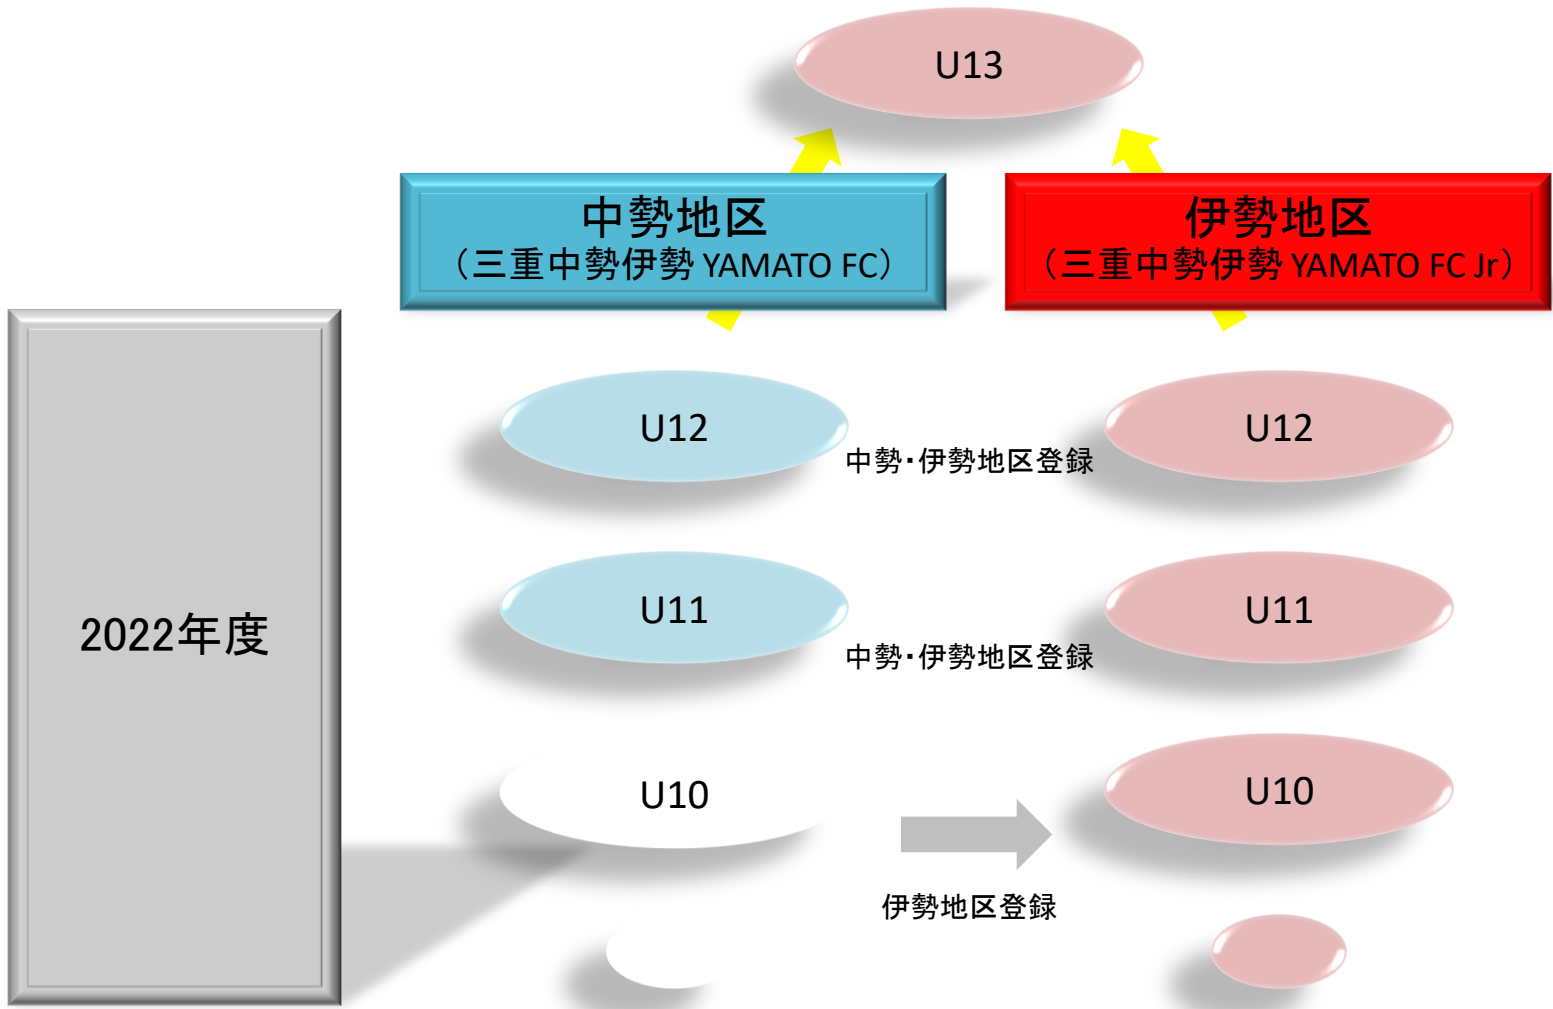 U13
中勢地区
（三重中勢伊勢 YAMATO FC）
伊勢地区
（三重中勢伊勢 YAMATO FC Jr）
2022年度
U12
中勢・伊勢地区登録
U12
U11
中勢・伊勢地区登録
U11
U10
伊勢地区登録
U10